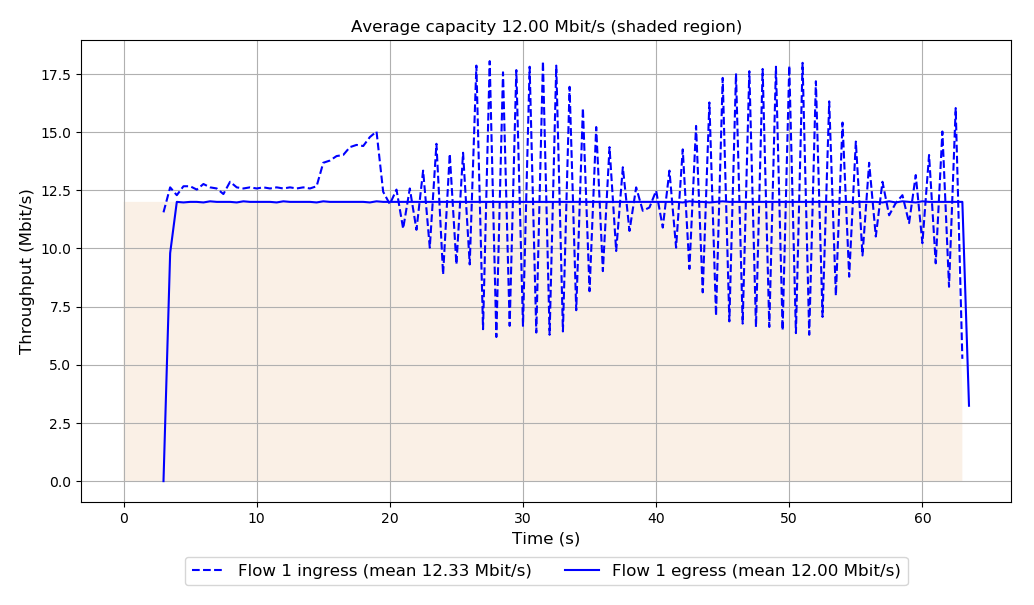 Average capacity 12.00 Mbit/s (shaded region)
Throughput (Mbit/s)
17.5
15.0
12.5
10.0
7.5
5.0
2.5
0.0
0 10 20 30 40 50 60
Time (s)
Flow 1 ingress (mean 12.33 Mbit/s) Flow 1 egress (mean 12.00 Mbit/s)